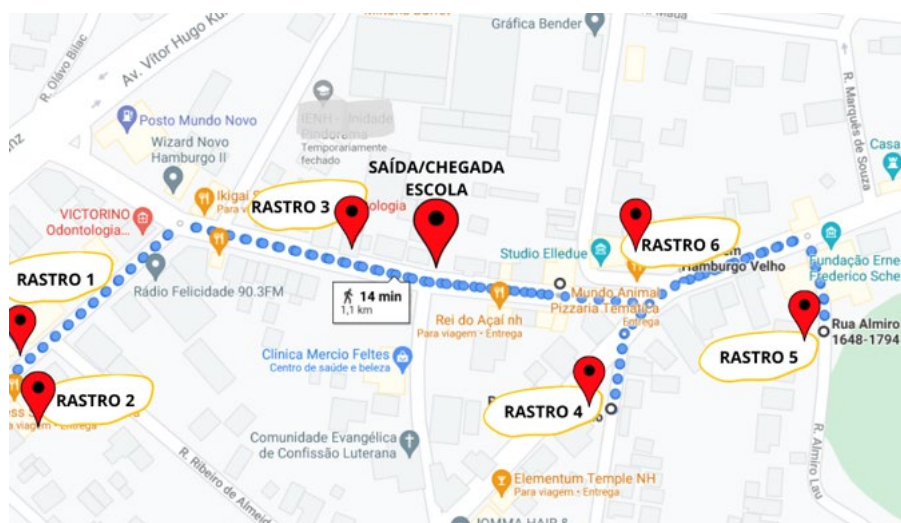 Gráfica Bender
R. Olavo Bilac
Av. Vítor Hugo Ku
R. Marquês de Souza
Posto Mundo Novo
Wizard Novo
Hamburgo II
IENH - Unidade
Pindorama
Temporariamente
fechado
SAÍDA/CHEGADA
ESCOLA
Casa
Ikigai
Para v
RASTRO 3
VICTORINO
Odontologia...
RASTRO 6
Studio Elledue
Hamburgo Velho
Fundação Erne
Frederico Sche
RASTRO 1
Rádio Felicidade 90.3FM
14 min
1,1 km
Rei do Açaí nh
Para viagem • Entrega
Mundo Animal
Pizzaria Temática
Entrega
Rua Almiro
1648-1794
RASTRO 5
Clínica Mercio Feltes
Centro de saúde e beleza
RASTRO 2
RASTRO 4
a viagem • Entrega
Comunidade Evangélica
de Confissão Luterana
R. Ribeiro de Almei
R. Almiro Lau
Elementum Temple NH
Para viagem • Entrega
JOMMA HAIR &